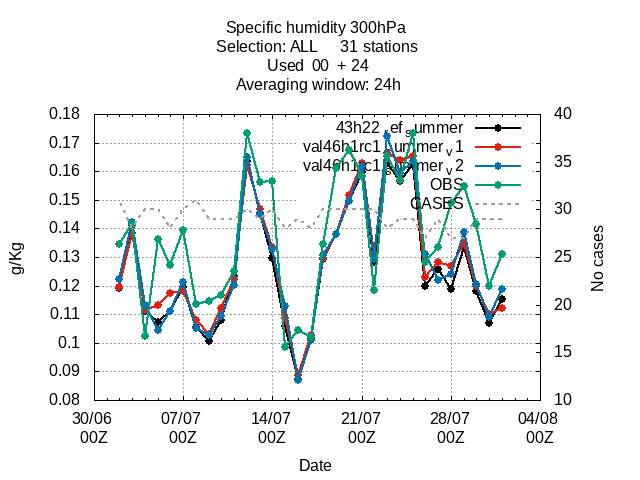 Specific humidity 300hPa
Selection: ALL 31 stations
Used 00 + 24
Averaging window: 24h
43h22_ref_summer
val46h1rc1_summer_v1
val46h1rc1_summer_v2
OBS
CASES
0.18
0.17
0.16
0.15
0.14
0.13
0.12
0.11
0.1
0.09
0.08
g/Kg
40
35
30
25
20
15
10
No cases
30/06 07/07 14/07 21/07 28/07 04/08
00Z 00Z 00Z 00Z 00Z 00Z
Date